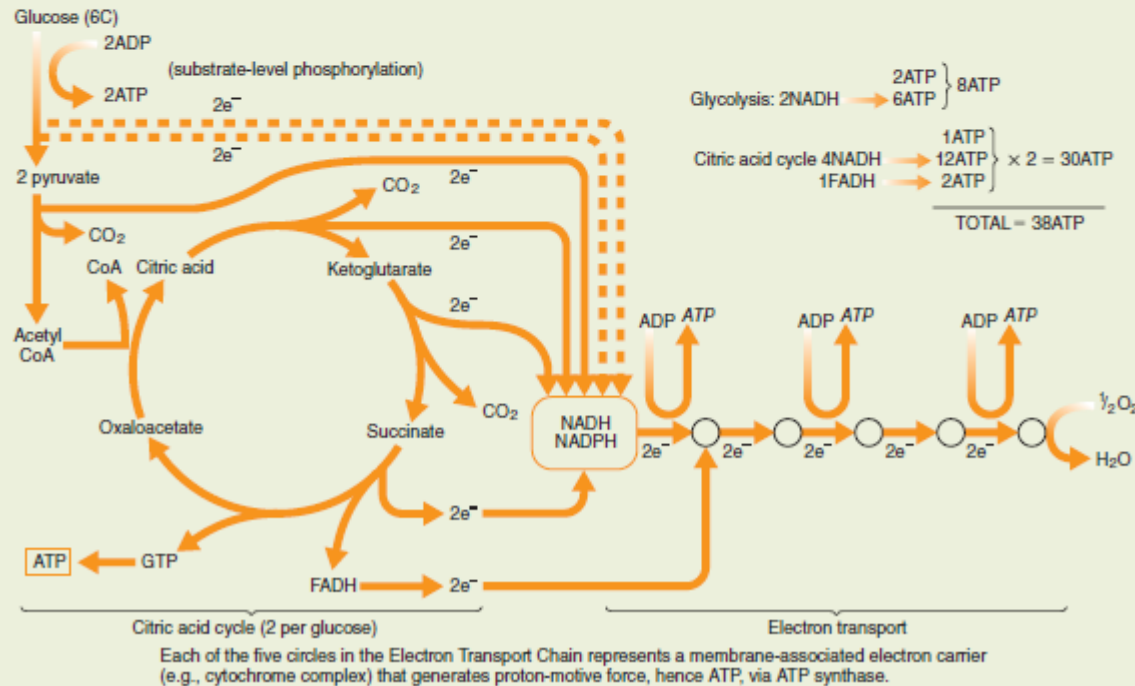 Glucose (6C)
2ADP
(substrate-level phosphorylation)
2ATP
2e⁻
2e⁻
2 pyruvate
2e⁻
CO₂
CO₂
2e⁻
CoA
Citric acid
Ketoglutarate
2e⁻
Acetyl
CoA
CO₂
Oxaloacetate
Succinate
NADH
NADPH
2e⁻
ATP
GTP
FADH
2e⁻
Glycolysis: 2NADH
2ATP
6ATP
8ATP
Citric acid cycle 4NADH
1FADH
1ATP
12ATP
2ATP
× 2 = 30ATP
TOTAL = 38ATP
ADP ATP
ADP ATP
ADP ATP
½O₂
2e⁻
2e⁻
2e⁻
2e⁻
2e⁻
H₂O
Citric acid cycle (2 per glucose)
Electron transport
Each of the five circles in the Electron Transport Chain represents a membrane-associated electron carrier
(e.g., cytochrome complex) that generates proton-motive force, hence ATP, via ATP synthase.